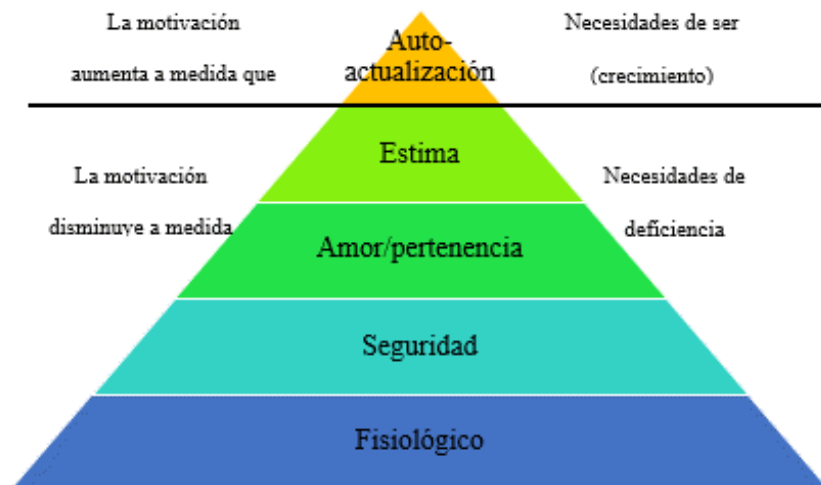 La motivación
aumenta a medida que
Auto-
actualización
Necesidades de ser
(crecimiento)
Estima
La motivación
disminuye a medida
Necesidades de
deficiencia
Amor/pertenencia
Seguridad
Fisiológico